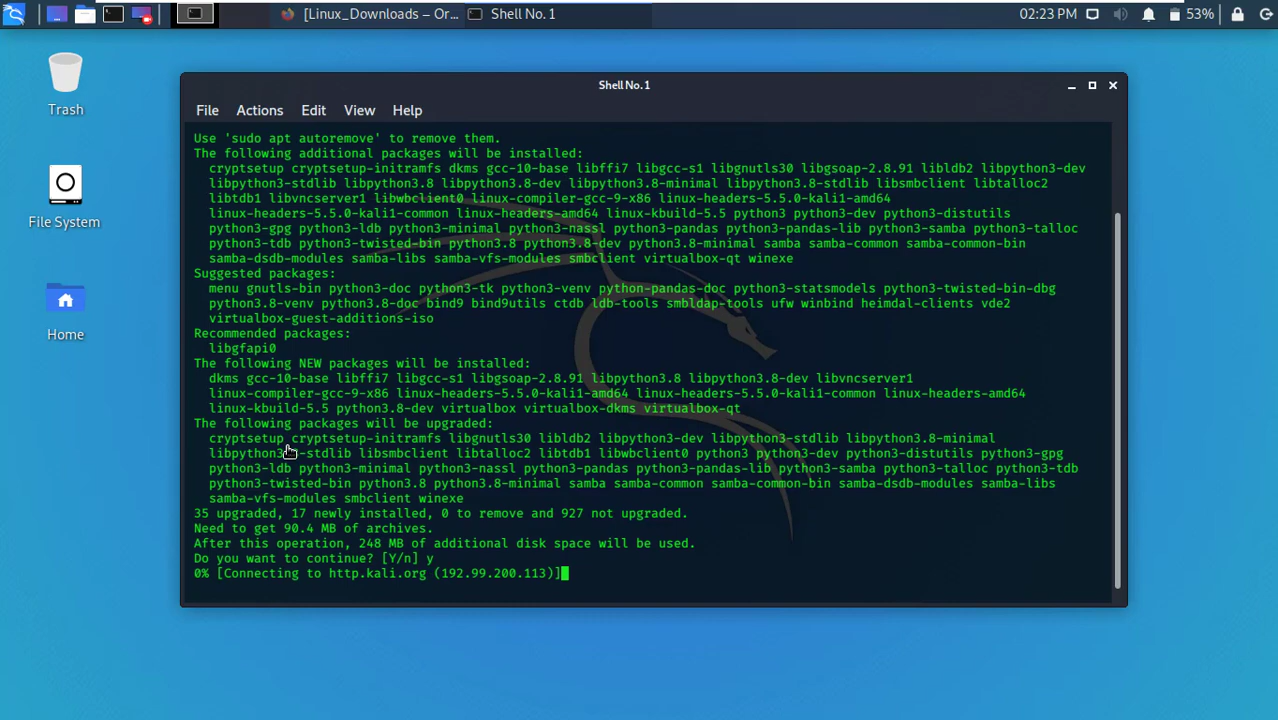 [Linux_Downloads – Or...
Shell No. 1
02:23 PM
53%
Trash
File System
Home
Shell No. 1
File Actions Edit View Help
Use 'sudo apt autoremove' to remove them.
The following additional packages will be installed:
cryptsetup cryptsetup-initramfs dkms gcc-10-base libffi7 libgcc-s1 libgnutls30 libgsoap-2.8.91 libldb2 libpython3-dev
libpython3-stdlib libpython3.8 libpython3.8-dev libpython3.8-minimal libpython3.8-stdlib libsmbclient libtalloc2
libtdb1 libvncserver1 libwbclient0 linux-compiler-gcc-9-x86 linux-headers-5.5.0-kali1-amd64
linux-headers-5.5.0-kali1-common linux-headers-amd64 linux-kbuild-5.5 python3 python3-dev python3-distutils
python3-gpg python3-ldb python3-minimal python3-nassl python3-pandas python3-pandas-lib python3-samba python3-talloc
python3-tdb python3-twisted-bin python3.8 python3.8-dev python3.8-minimal samba samba-common samba-common-bin
samba-dsdb-modules samba-libs samba-vfs-modules smbclient virtualbox-qt winexe
Suggested packages:
menu gnutls-bin python3-doc python3-tk python3-venv python-pandas-doc python3-statsmodels python3-twisted-bin-dbg
python3.8-venv python3.8-doc bind9 bind9utils ctdb ldb-tools smbldap-tools ufw winbind heimdal-clients vde2
virtualbox-guest-additions-iso
Recommended packages:
libgfapi0
The following NEW packages will be installed:
dkms gcc-10-base libffi7 libgcc-s1 libgsoap-2.8.91 libpython3.8 libpython3.8-dev libvncserver1
linux-compiler-gcc-9-x86 linux-headers-5.5.0-kali1-amd64 linux-headers-5.5.0-kali1-common linux-headers-amd64
linux-kbuild-5.5 python3.8-dev virtualbox virtualbox-dkms virtualbox-qt
The following packages will be upgraded:
cryptsetup cryptsetup-initramfs libgnutls30 libldb2 libpython3-dev libpython3-stdlib libpython3.8-minimal
libpython3.8-stdlib libsmbclient libtalloc2 libtdb1 libwbclient0 python3 python3-dev python3-distutils python3-gpg
python3-ldb python3-minimal python3-nassl python3-pandas python3-pandas-lib python3-samba python3-talloc python3-tdb
python3-twisted-bin python3.8 python3.8-minimal samba samba-common samba-common-bin samba-dsdb-modules samba-libs
samba-vfs-modules smbclient winexe
35 upgraded, 17 newly installed, 0 to remove and 927 not upgraded.
Need to get 90.4 MB of archives.
After this operation, 248 MB of additional disk space will be used.
Do you want to continue? [Y/n] y
0% [Connecting to http.kali.org (192.99.200.113)]